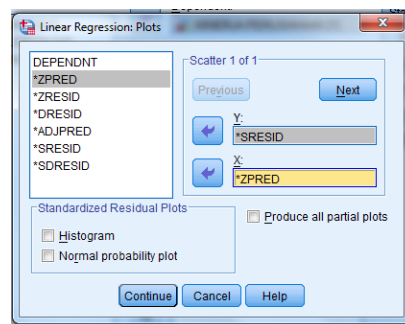 Linear Regression: Plots
DEPENDNT
*ZPRED
*ZRESID
*DRESID
*ADJPRED
*SRESID
*SDRESID
Scatter 1 of 1
Previous
Next
Y:
*SRESID
X:
*ZPRED
Standardized Residual Plots
Histogram
Normal probability plot
Produce all partial plots
Continue
Cancel
Help